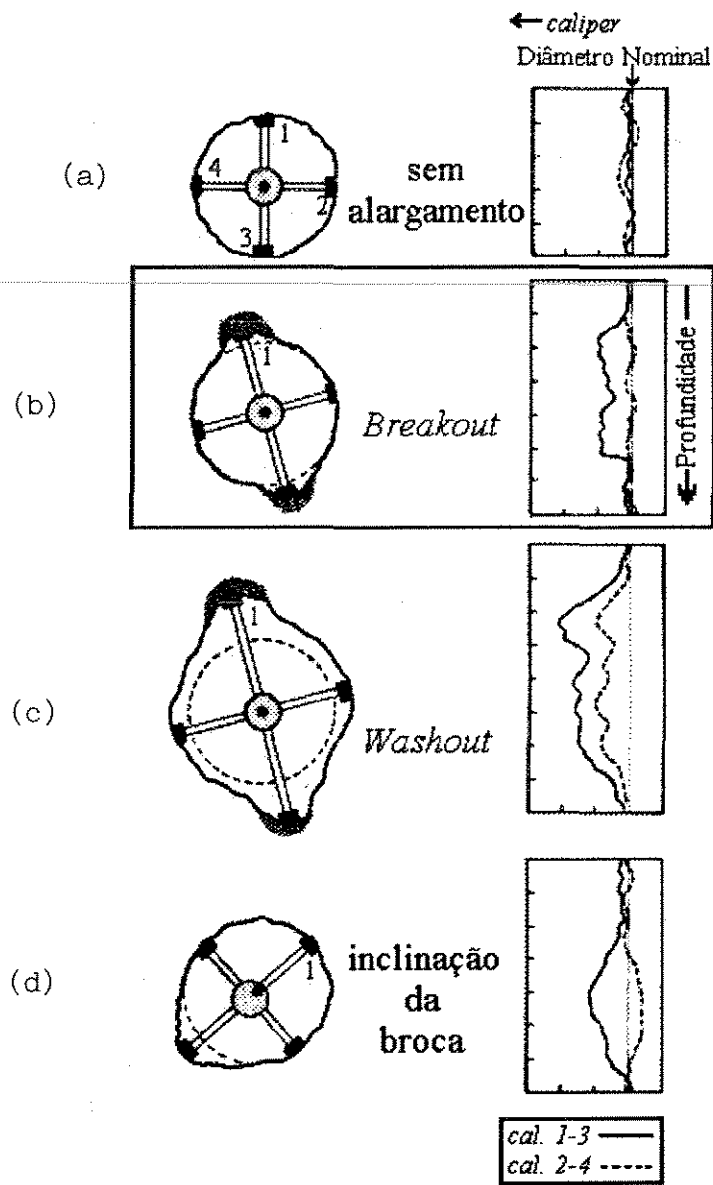 caliper
Diâmetro Nominal
(a)
1
4
2
3
sem
alargamento
(b)
1
Breakout
Profundidade
(c)
1
Washout
(d)
1
inclinação
da
broca
cal. 1-3
cal. 2-4